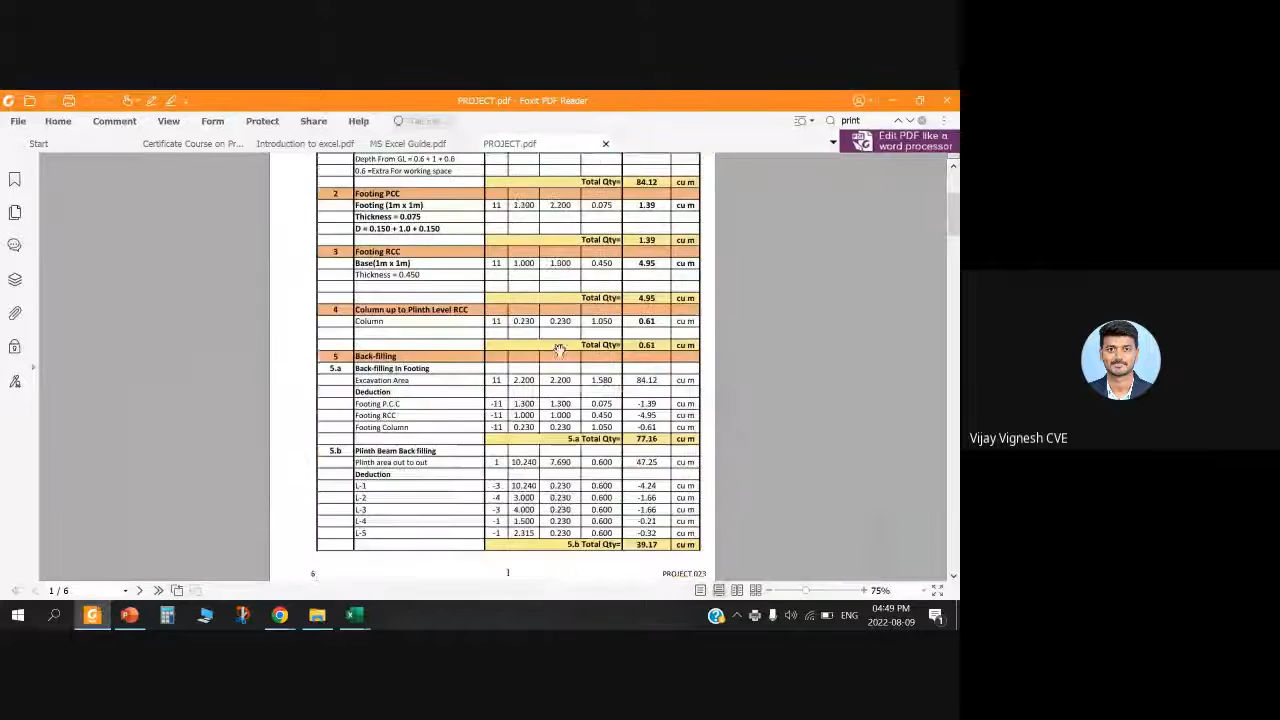 PROJECT.pdf - Foxit PDF Reader
File Home Comment View Form Protect Share Help print
Edit PDF like a
word processor
Start Certificate Course on Pr... Introduction to excel.pdf MS Excel Guide.pdf PROJECT.pdf
Depth From GL = 0.6 + 1 + 0.6
0.6 =Extra For working space
Total Qty= 84.12 cu m
2 Footing PCC
Footing (1m x 1m) 11 2.200 0.075 1.39 cu m
Thickness = 0.075
D = 0.150 + 1.0 + 0.150
Total Qty= 1.39 cu m
3 Footing RCC
Base(1m x 1m) 11 1.000 1.000 0.450 4.95 cu m
Thickness = 0.450
Total Qty= 4.95 cu m
4 Column up to Plinth Level RCC
Column 11 0.230 0.230 1.050 0.61 cu m
Total Qty= 0.61 cu m
5 Back-filling
5.a Back-filling In Footing
Excavation Area 11 2.200 2.200 1.580 84.12 cu m
Deduction
Footing P.C.C -11 1.300 1.300 0.075 -1.39 cu m
Footing RCC -11 1.000 1.000 0.450 -4.95 cu m
Footing Column -11 0.230 0.230 1.050 -0.61 cu m
5.a Total Qty= 77.16 cu m
5.b Plinth Beam Back filling
Plinth area out to out 1 10.240 7.690 0.600 47.25 cu m
Deduction
L-1 -3 10.240 0.230 0.600 -4.24 cu m
L-2 -4 3.000 0.230 0.600 -1.66 cu m
L-3 -3 4.000 0.230 0.600 -1.66 cu m
L-4 -1 1.500 0.230 0.600 -0.21 cu m
L-5 -1 2.315 0.230 0.600 -0.32 cu m
5.b Total Qty= 39.17 cu m
6 PROJECT 023
Vijay Vignesh CVE
1 / 6 75%
ENG 04:49 PM
2022-08-09